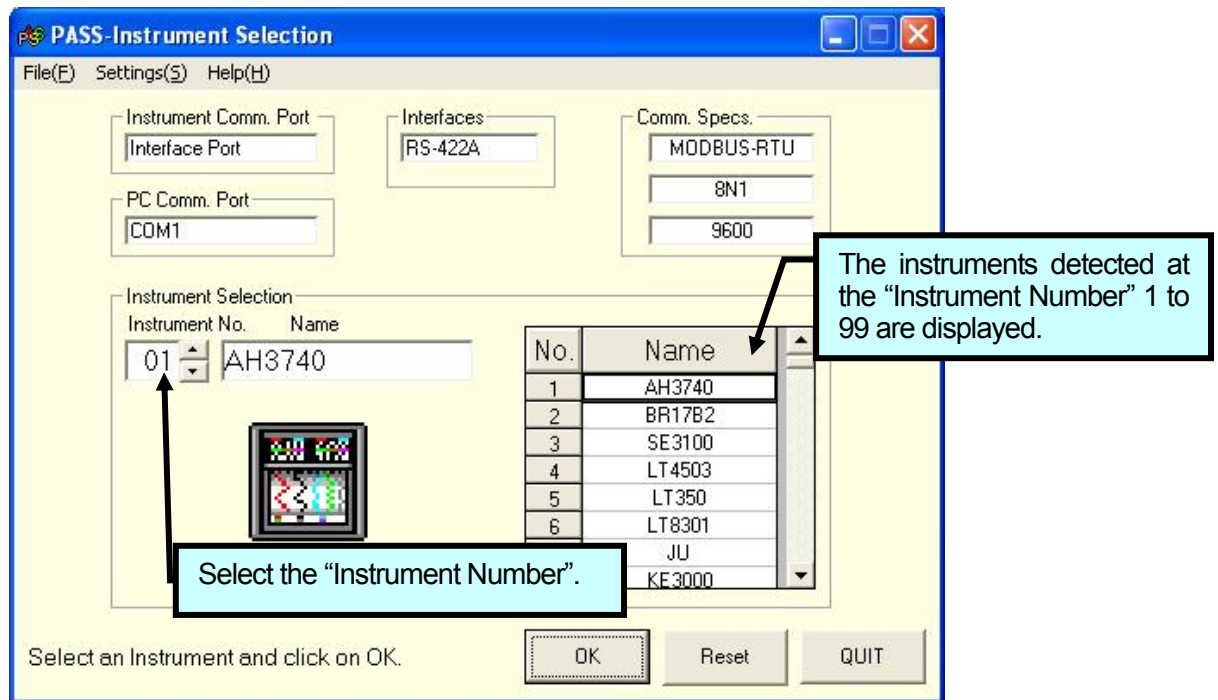 PASS-Instrument Selection
File(F) Settings(S) Help(H)
Instrument Comm. Port
Interface Port
Interfaces
RS-422A
Comm. Specs.
MODBUS-RTU
8N1
9600
PC Comm. Port
COM1
The instruments detected at
the “Instrument Number” 1 to
99 are displayed.
Instrument Selection
Instrument No. Name
01 AH3740
No. Name
1 AH3740
2 BR17B2
3 SE3100
4 LT4503
5 LT350
6 LT8301
JU
KE3000
Select the “Instrument Number”.
Select an Instrument and click on OK.
OK Reset QUIT